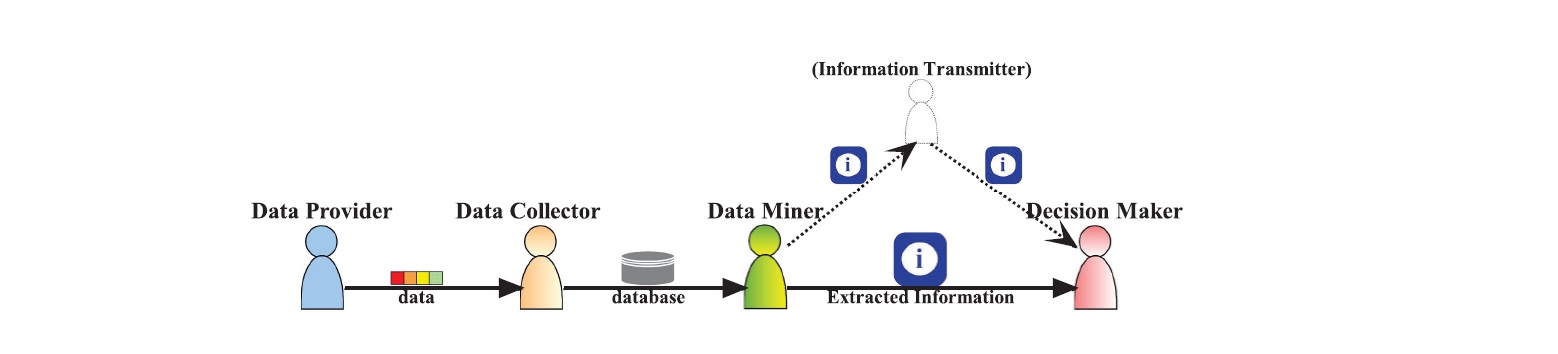 (Information Transmitter)
i
i
Data Provider
Data Collector
Data Miner
Decision Maker
i
data
database
Extracted Information